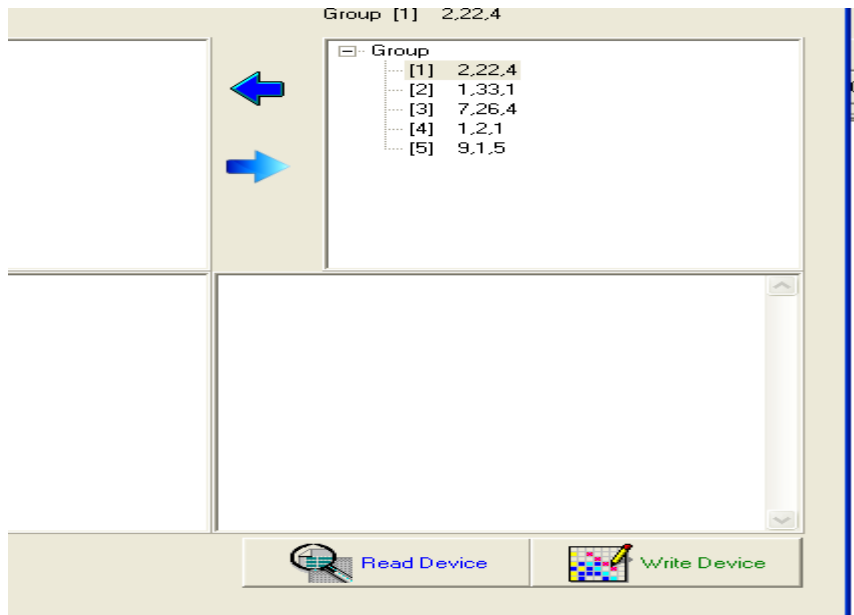 Group [1] 2,22,4
Group
[1] 2,22,4
[2] 1,33,1
[3] 7,26,4
[4] 1,2,1
[5] 9,1,5
Read Device
Write Device